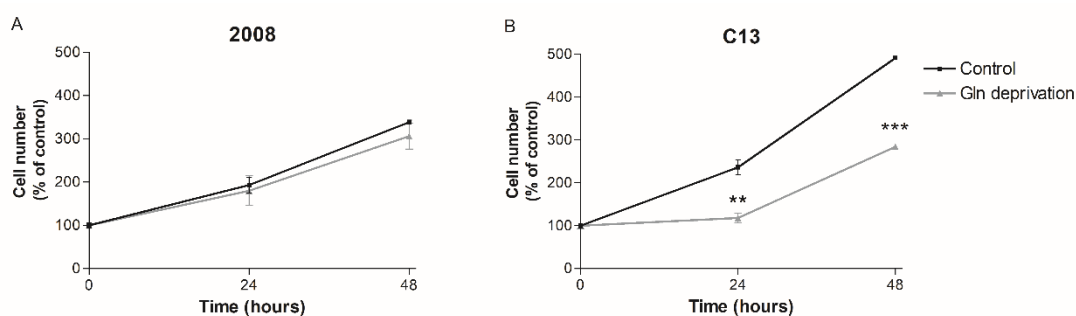 A
2008
Cell number
(% of control)
500
400
300
200
100
0
0
24
48
Time (hours)
B
C13
Cell number
(% of control)
500
400
300
200
100
0
**
***
0
24
48
Time (hours)
Control
Gln deprivation